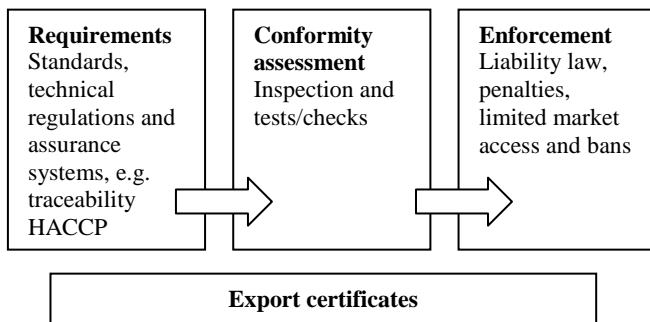 Requirements
Standards,
technical
regulations and
assurance
systems, e.g.
traceability
HACCP
Conformity
assessment
Inspection and
tests/checks
Enforcement
Liability law,
penalties,
limited market
access and bans
Export certificates